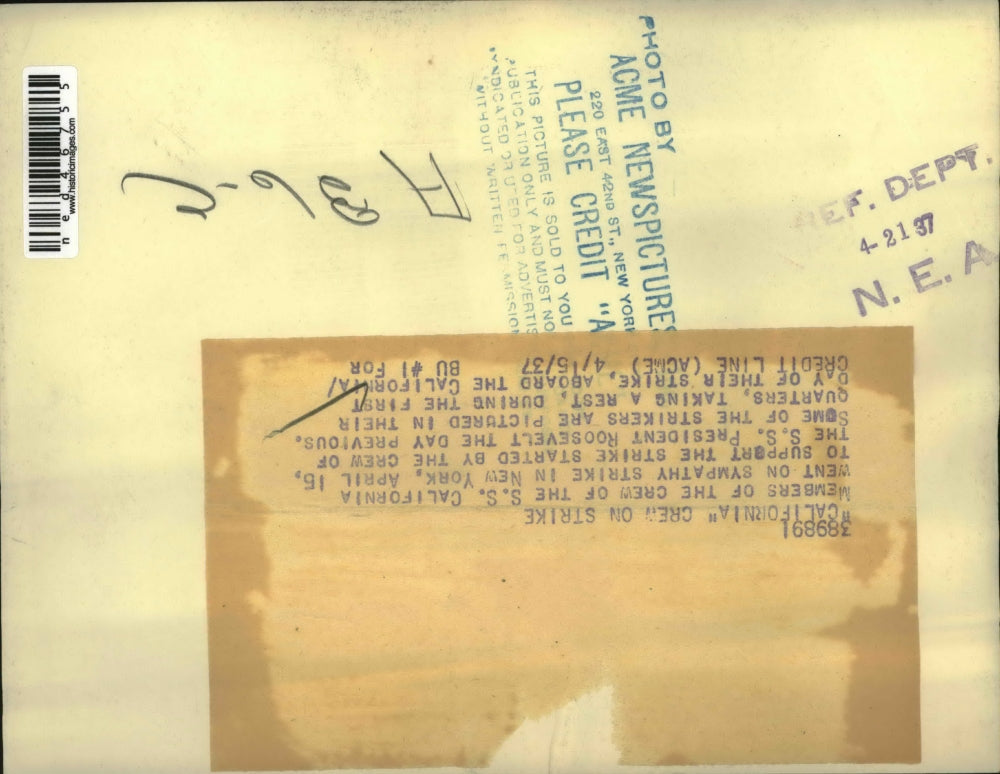 389891
"CALIFORNIA" CREW ON STRIKE
MEMBERS OF THE CREW OF THE S.S. CALIFORNIA
WENT ON SYMPATHY STRIKE IN NEW YORK, APRIL 15,
TO SUPPORT THE STRIKE STARTED BY THE CREW OF
THE S.S. PRESIDENT ROOSEVELT THE DAY PREVIOUS.
SOME OF THE STRIKERS ARE PICTURED IN THEIR
QUARTERS, TAKING A REST, DURING THE FIRST
DAY OF THEIR STRIKE, ABOARD THE CALIFORNIA/
CREDIT LINE (ACME) 4/15/37 BU #1 FOR
PHOTO BY
ACME NEWSPICTURES
220 EAST 42ND ST., NEW YORK
PLEASE CREDIT "A
THIS PICTURE IS SOLD TO YOU
PUBLICATION ONLY AND MUST NO
SYNDICATED OR USED FOR ADVERTIS
WITHOUT WRITTEN PERMISSION
REF. DEPT.
4-21 37
N. E. A
www.historicimages.com
ned46755